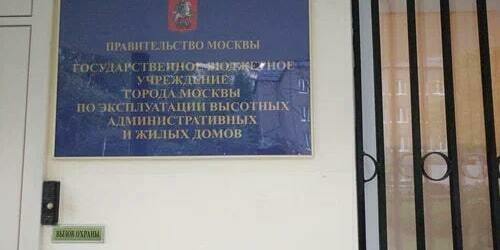 ПРАВИТЕЛЬСТВО МОСКВЫ
ГОСУДАРСТВЕННОЕ БЮДЖЕТНОЕ
УЧРЕЖДЕНИЕ
ГОРОДА МОСКВЫ
ПО ЭКСПЛУАТАЦИИ ВЫСОТНЫХ
АДМИНИСТРАТИВНЫХ
И ЖИЛЫХ ДОМОВ
ВЫЗОВ ОХРАНЫ